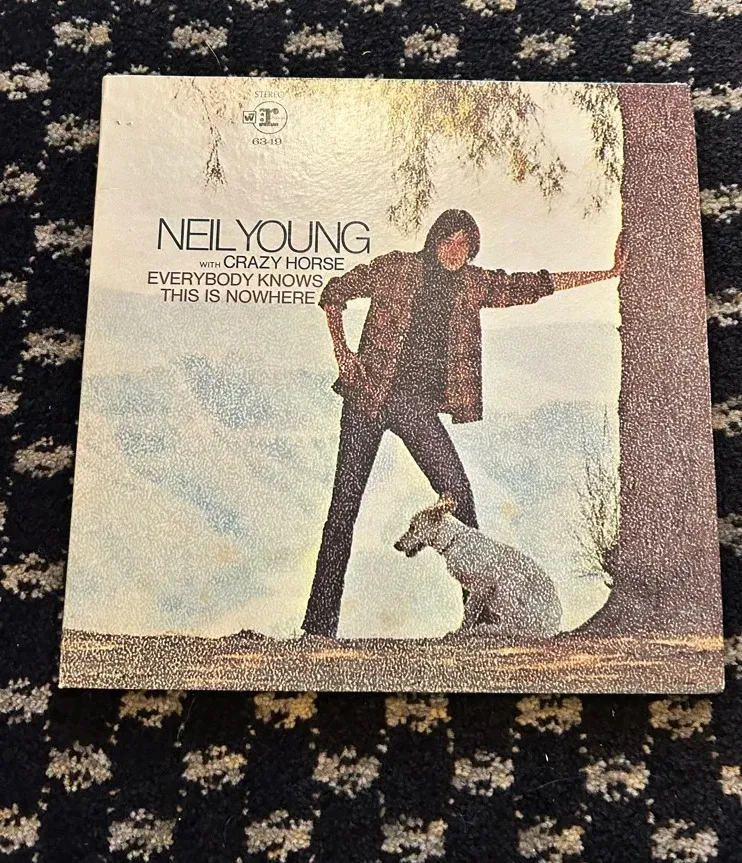 STEREO
W r
6349
NEIL YOUNG
WITH CRAZY HORSE
EVERYBODY KNOWS
THIS IS NOWHERE